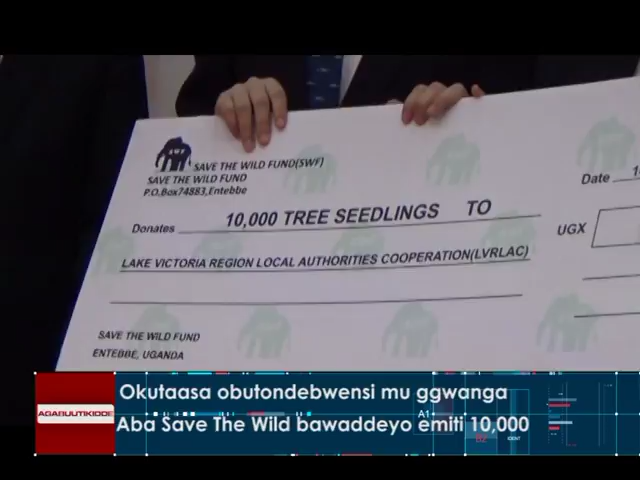 SWF
SAVE THE WILD FUND(SWF)
SAVE THE WILD FUND
P.O.Box74883,Entebbe
Date
Donates 10,000 TREE SEEDLINGS TO
UGX
LAKE VICTORIA REGION LOCAL AUTHORITIES COOPERATION(LVRLAC)
SAVE THE WILD FUND
ENTEBBE, UGANDA
AGABUUTIKIDDE
Okutaasa obutondebwensi mu ggwanga
Aba Save The Wild bawaddeyo emiti 10,000
A1